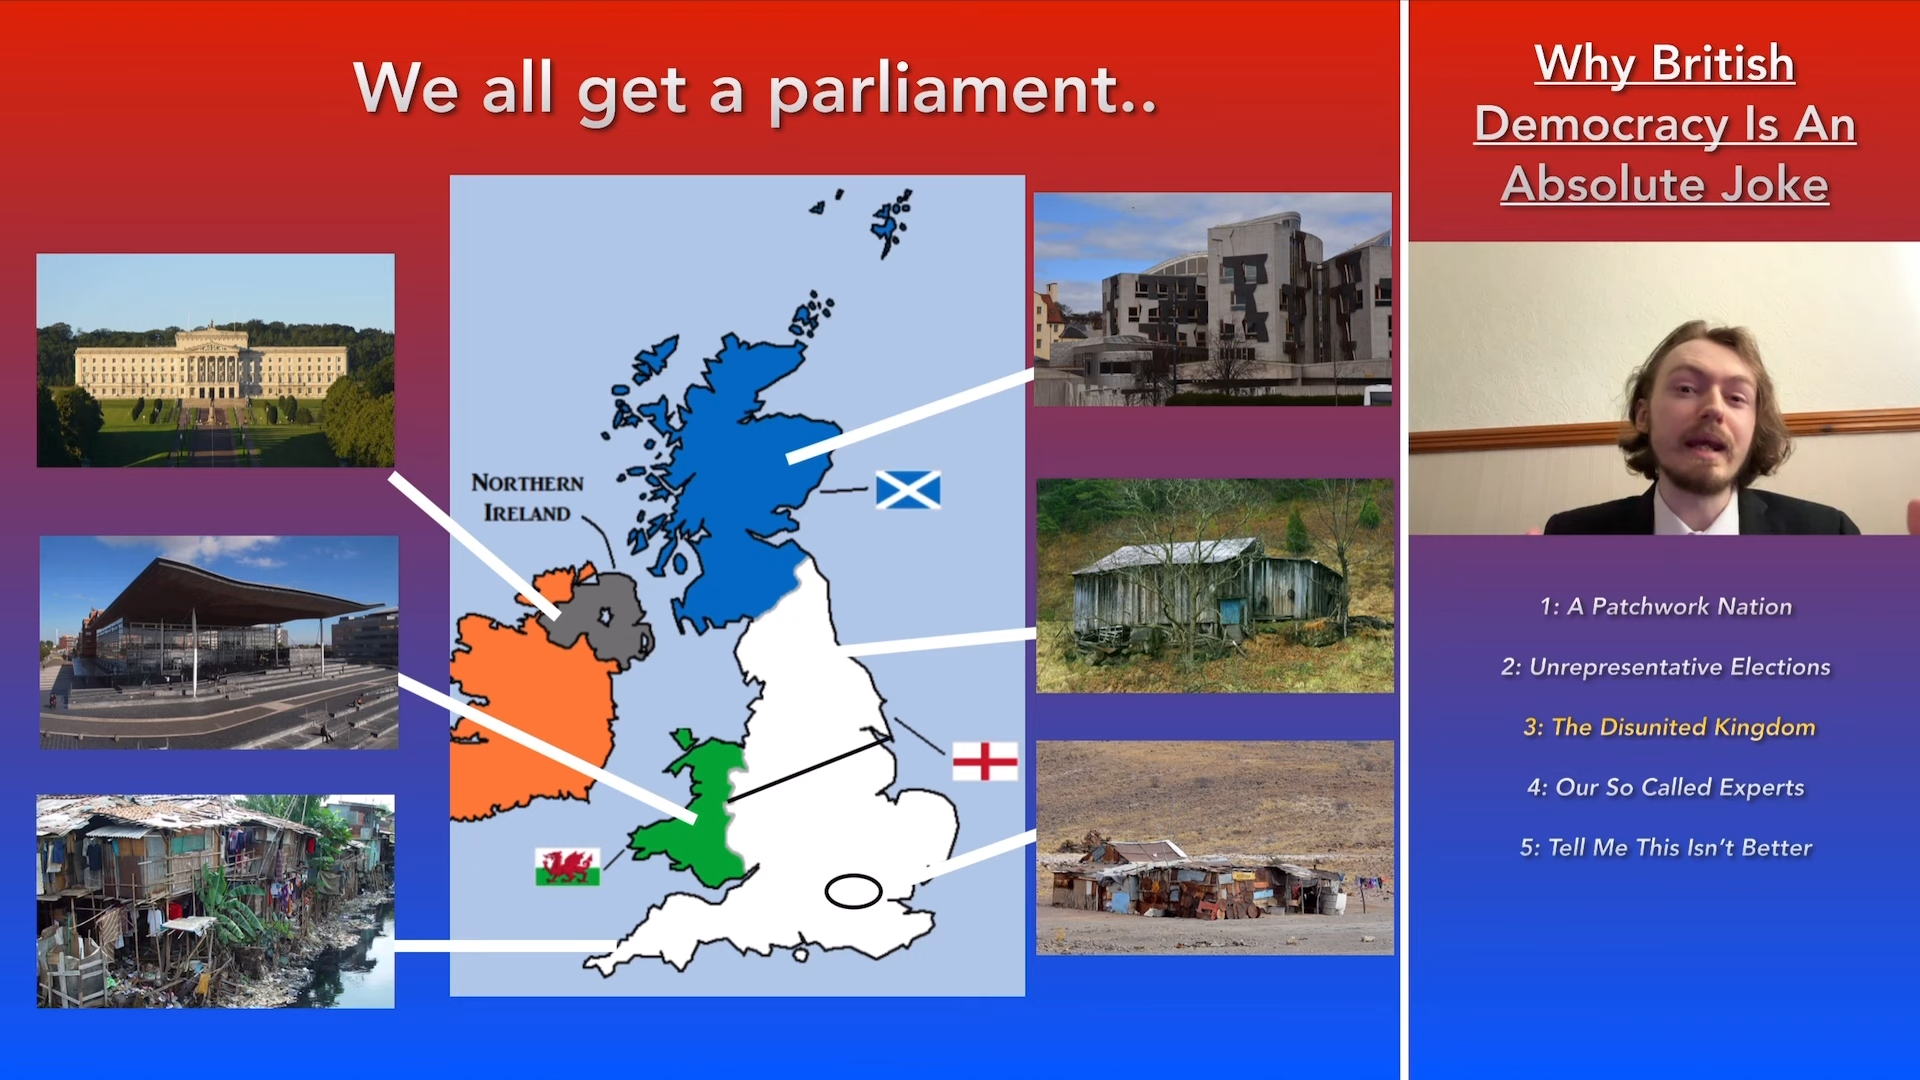 We all get a parliament..
NORTHERN
IRELAND
Why British
Democracy Is An
Absolute Joke
1: A Patchwork Nation
2: Unrepresentative Elections
3: The Disunited Kingdom
4: Our So Called Experts
5: Tell Me This Isn't Better